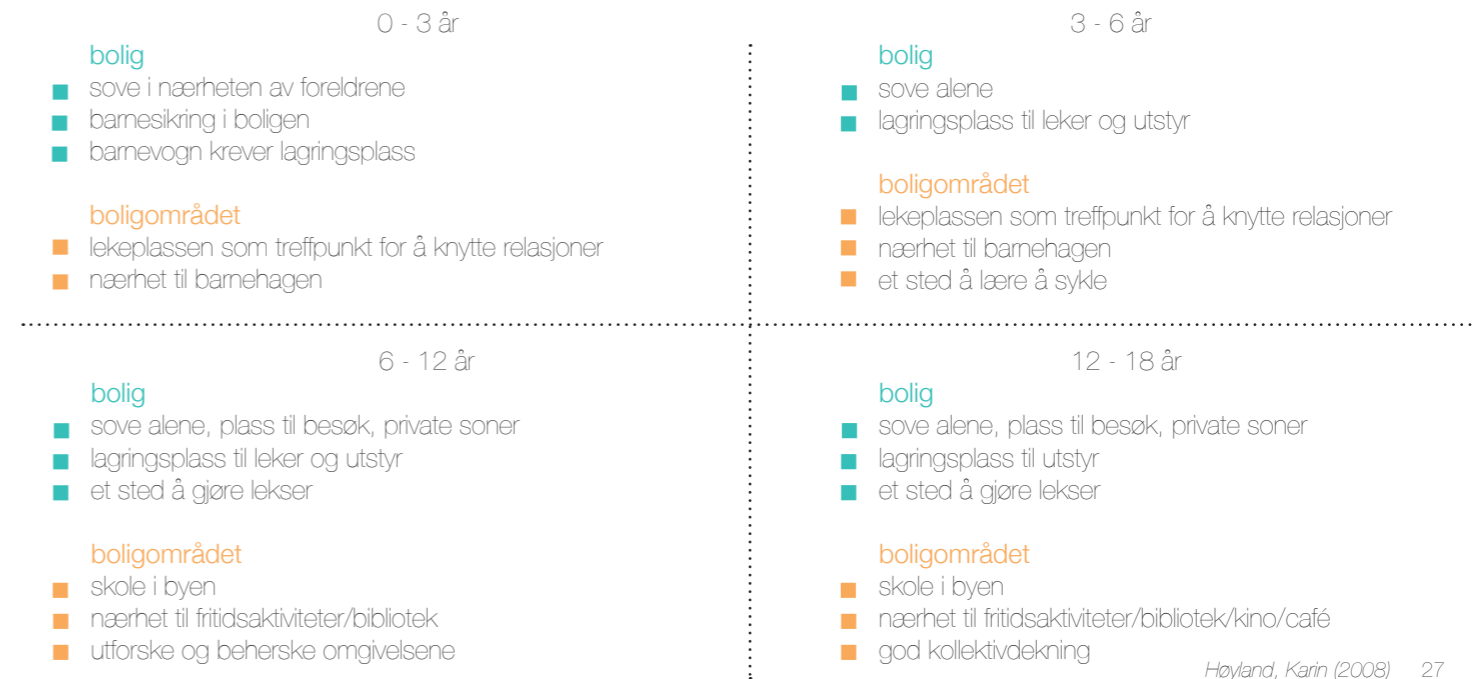 0 - 3 år
bolig
sove i nærheten av foreldrene
barnesikring i boligen
barnevogn krever lagringsplass
boligområdet
lekeplassen som treffpunkt for å knytte relasjoner
nærhet til barnehagen
3 - 6 år
bolig
sove alene
lagringsplass til leker og utstyr
boligområdet
lekeplassen som treffpunkt for å knytte relasjoner
nærhet til barnehagen
et sted å lære å sykle
6 - 12 år
bolig
sove alene, plass til besøk, private soner
lagringsplass til leker og utstyr
et sted å gjøre lekser
boligområdet
skole i byen
nærhet til fritidsaktiviteter/bibliotek
utforske og beherske omgivelsene
12 - 18 år
bolig
sove alene, plass til besøk, private soner
lagringsplass til utstyr
et sted å gjøre lekser
boligområdet
skole i byen
nærhet til fritidsaktiviteter/bibliotek/kino/café
god kollektivdekning
Høyland, Karin (2008) 27